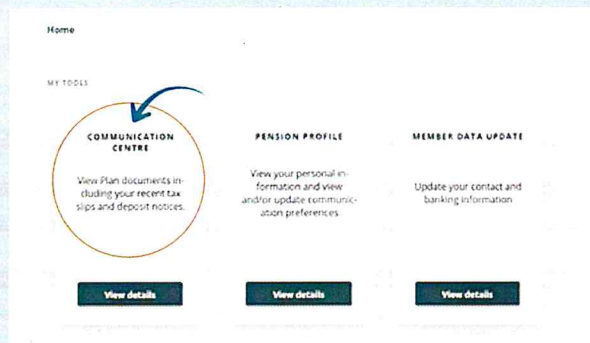 Home
MY TOOLS
COMMUNICATION
CENTRE
View Plan documents in-
cluding your recent tax
slips and deposit notices.
View details
PENSION PROFILE
View your personal in-
formation and view
and/or update communic-
ation preferences
View details
MEMBER DATA UPDATE
Update your contact and
banking information
View details